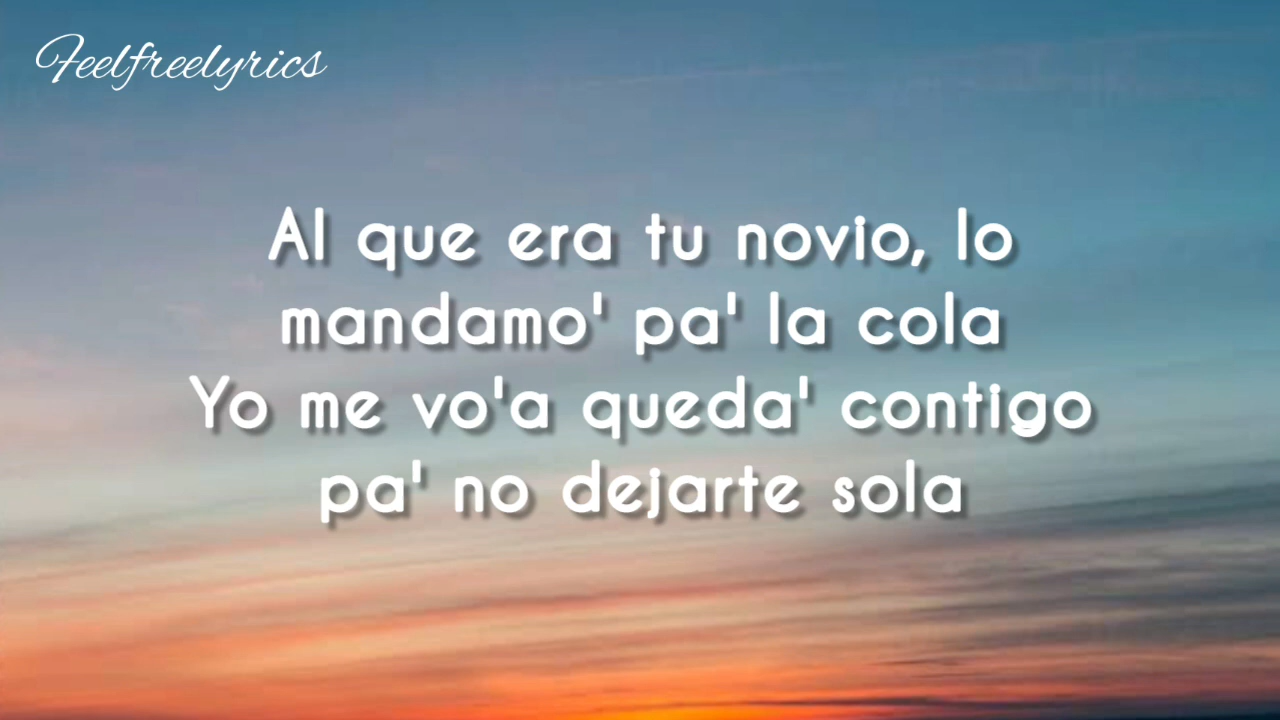 Feelfreelyrics
Al que era tu novio, lo
mandamo' pa' la cola
Yo me vo'a queda' contigo
pa' no dejarte sola